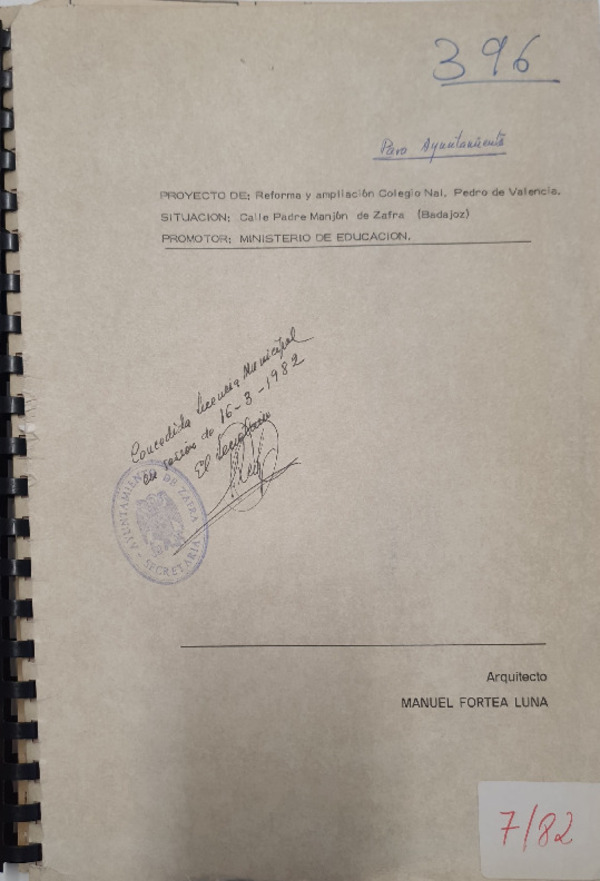 396
Para Ayuntamiento
PROYECTO DE: Reforma y ampliación Colegio Nal. Pedro de Valencia.
SITUACION: Calle Padre Manjón de Zafra (Badajoz)
PROMOTOR: MINISTERIO DE EDUCACION.
Concedida Licencia Municipal
en sesión de 16-3-1982
El Secretario
AYUNTAMIENTO DE ZAFRA
- SECRETARIA -
Arquitecto
MANUEL FORTEA LUNA
7/82